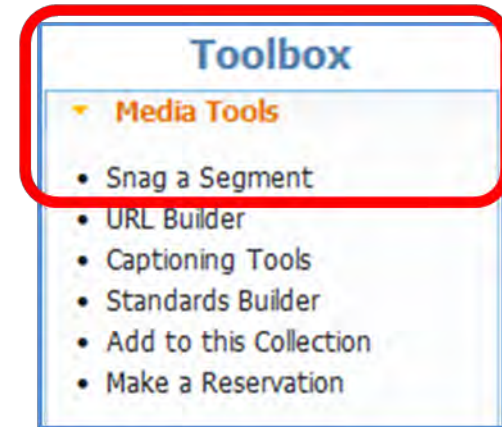 Toolbox
Media Tools
• Snag a Segment
• URL Builder
• Captioning Tools
• Standards Builder
• Add to this Collection
• Make a Reservation